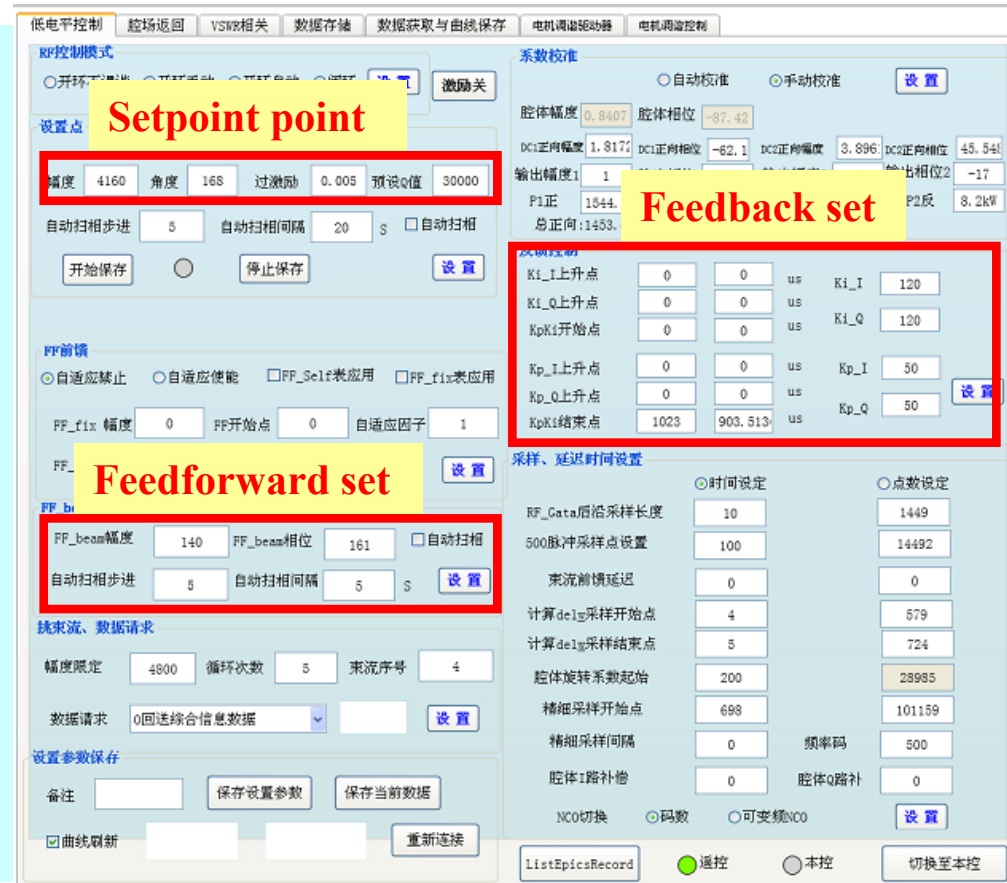 低电平控制 腔场返回 VSWR相关 数据存储 数据获取与曲线保存 电机调谐驱动器 电机调谐控制
RF控制模式
激励关
Setpoint point
设置点
幅度 4160 角度 168 过激励 0.005 预设Q值 30000
自动扫相步进 5 自动扫相间隔 20 S 自动扫相
开始保存 停止保存 设置
FF前馈
自适应禁止 自适应使能 FF_Self表应用 FF_fix表应用
FF_fix 幅度 0 FF开始点 0 自适应因子 1
设置
Feedforward set
FF_beam幅度 140 FF_beam相位 161 自动扫相
自动扫相步进 5 自动扫相间隔 5 S 设置
挑束流、数据请求
幅度限定 4800 循环次数 5 束流序号 4
数据请求 0回送综合信息数据 设置
设置参数保存
备注 保存设置参数 保存当前数据
曲线刷新 重新连接
系数校准
自动校准 手动校准 设置
腔体幅度 0.8407 腔体相位 -87.42
DC1正向幅度 1.8172 DC1正向相位 -62.1 DC2正向幅度 3.896 DC2正向相位 45.548
输出幅度1 1 输出相位2 -17
P1正 1544. P2反 8.2kW
总正向:1453.
Feedback set
反馈控制
Ki_I上升点 0 0 us Ki_I 120
Ki_Q上升点 0 0 us
KpKi开始点 0 0 us Ki_Q 120
Kp_I上升点 0 0 us Kp_I 50
Kp_Q上升点 0 0 us 设置
KpKi结束点 1023 903.513 us Kp_Q 50
采样、延迟时间设置
时间设定 点数设定
RF_Gata后沿采样长度 10 1449
500脉冲采样点设置 100 14492
束流前馈延迟 0 0
计算dely采样开始点 4 579
计算dely采样结束点 5 724
腔体旋转系数起始 200 28985
精细采样开始点 698 101159
精细采样间隔 0 频率码 500
腔体I路补偿 0 腔体Q路补 0
NCO切换 码数 可变频NCO 设置
ListEpicsRecord 遥控 本控 切换至本控